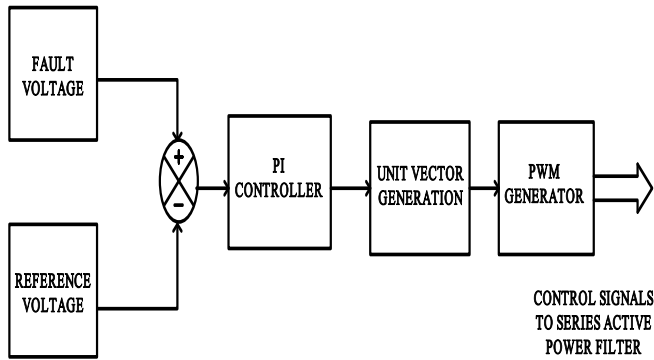 FAULT
VOLTAGE
+
−
REFERENCE
VOLTAGE
PI
CONTROLLER
UNIT VECTOR
GENERATION
PWM
GENERATOR
CONTROL SIGNALS
TO SERIES ACTIVE
POWER FILTER